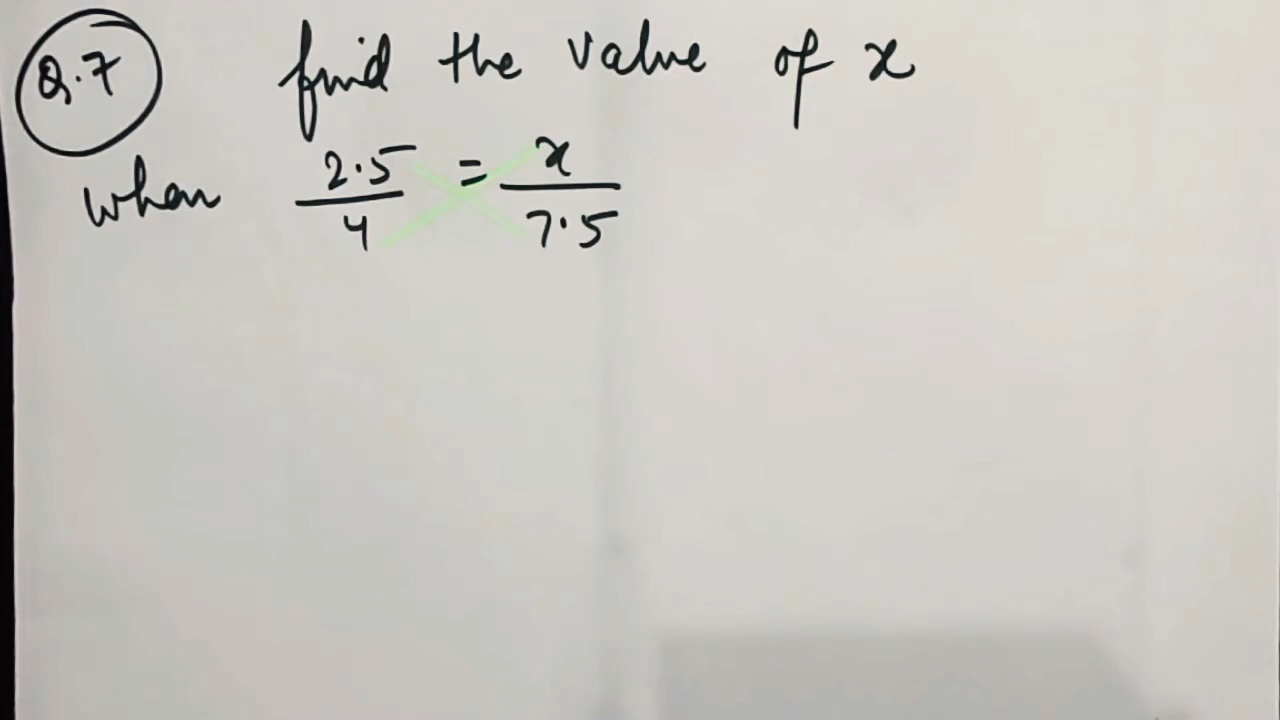 Q.7 find the value of x
when 2.5/4 = x/7.5